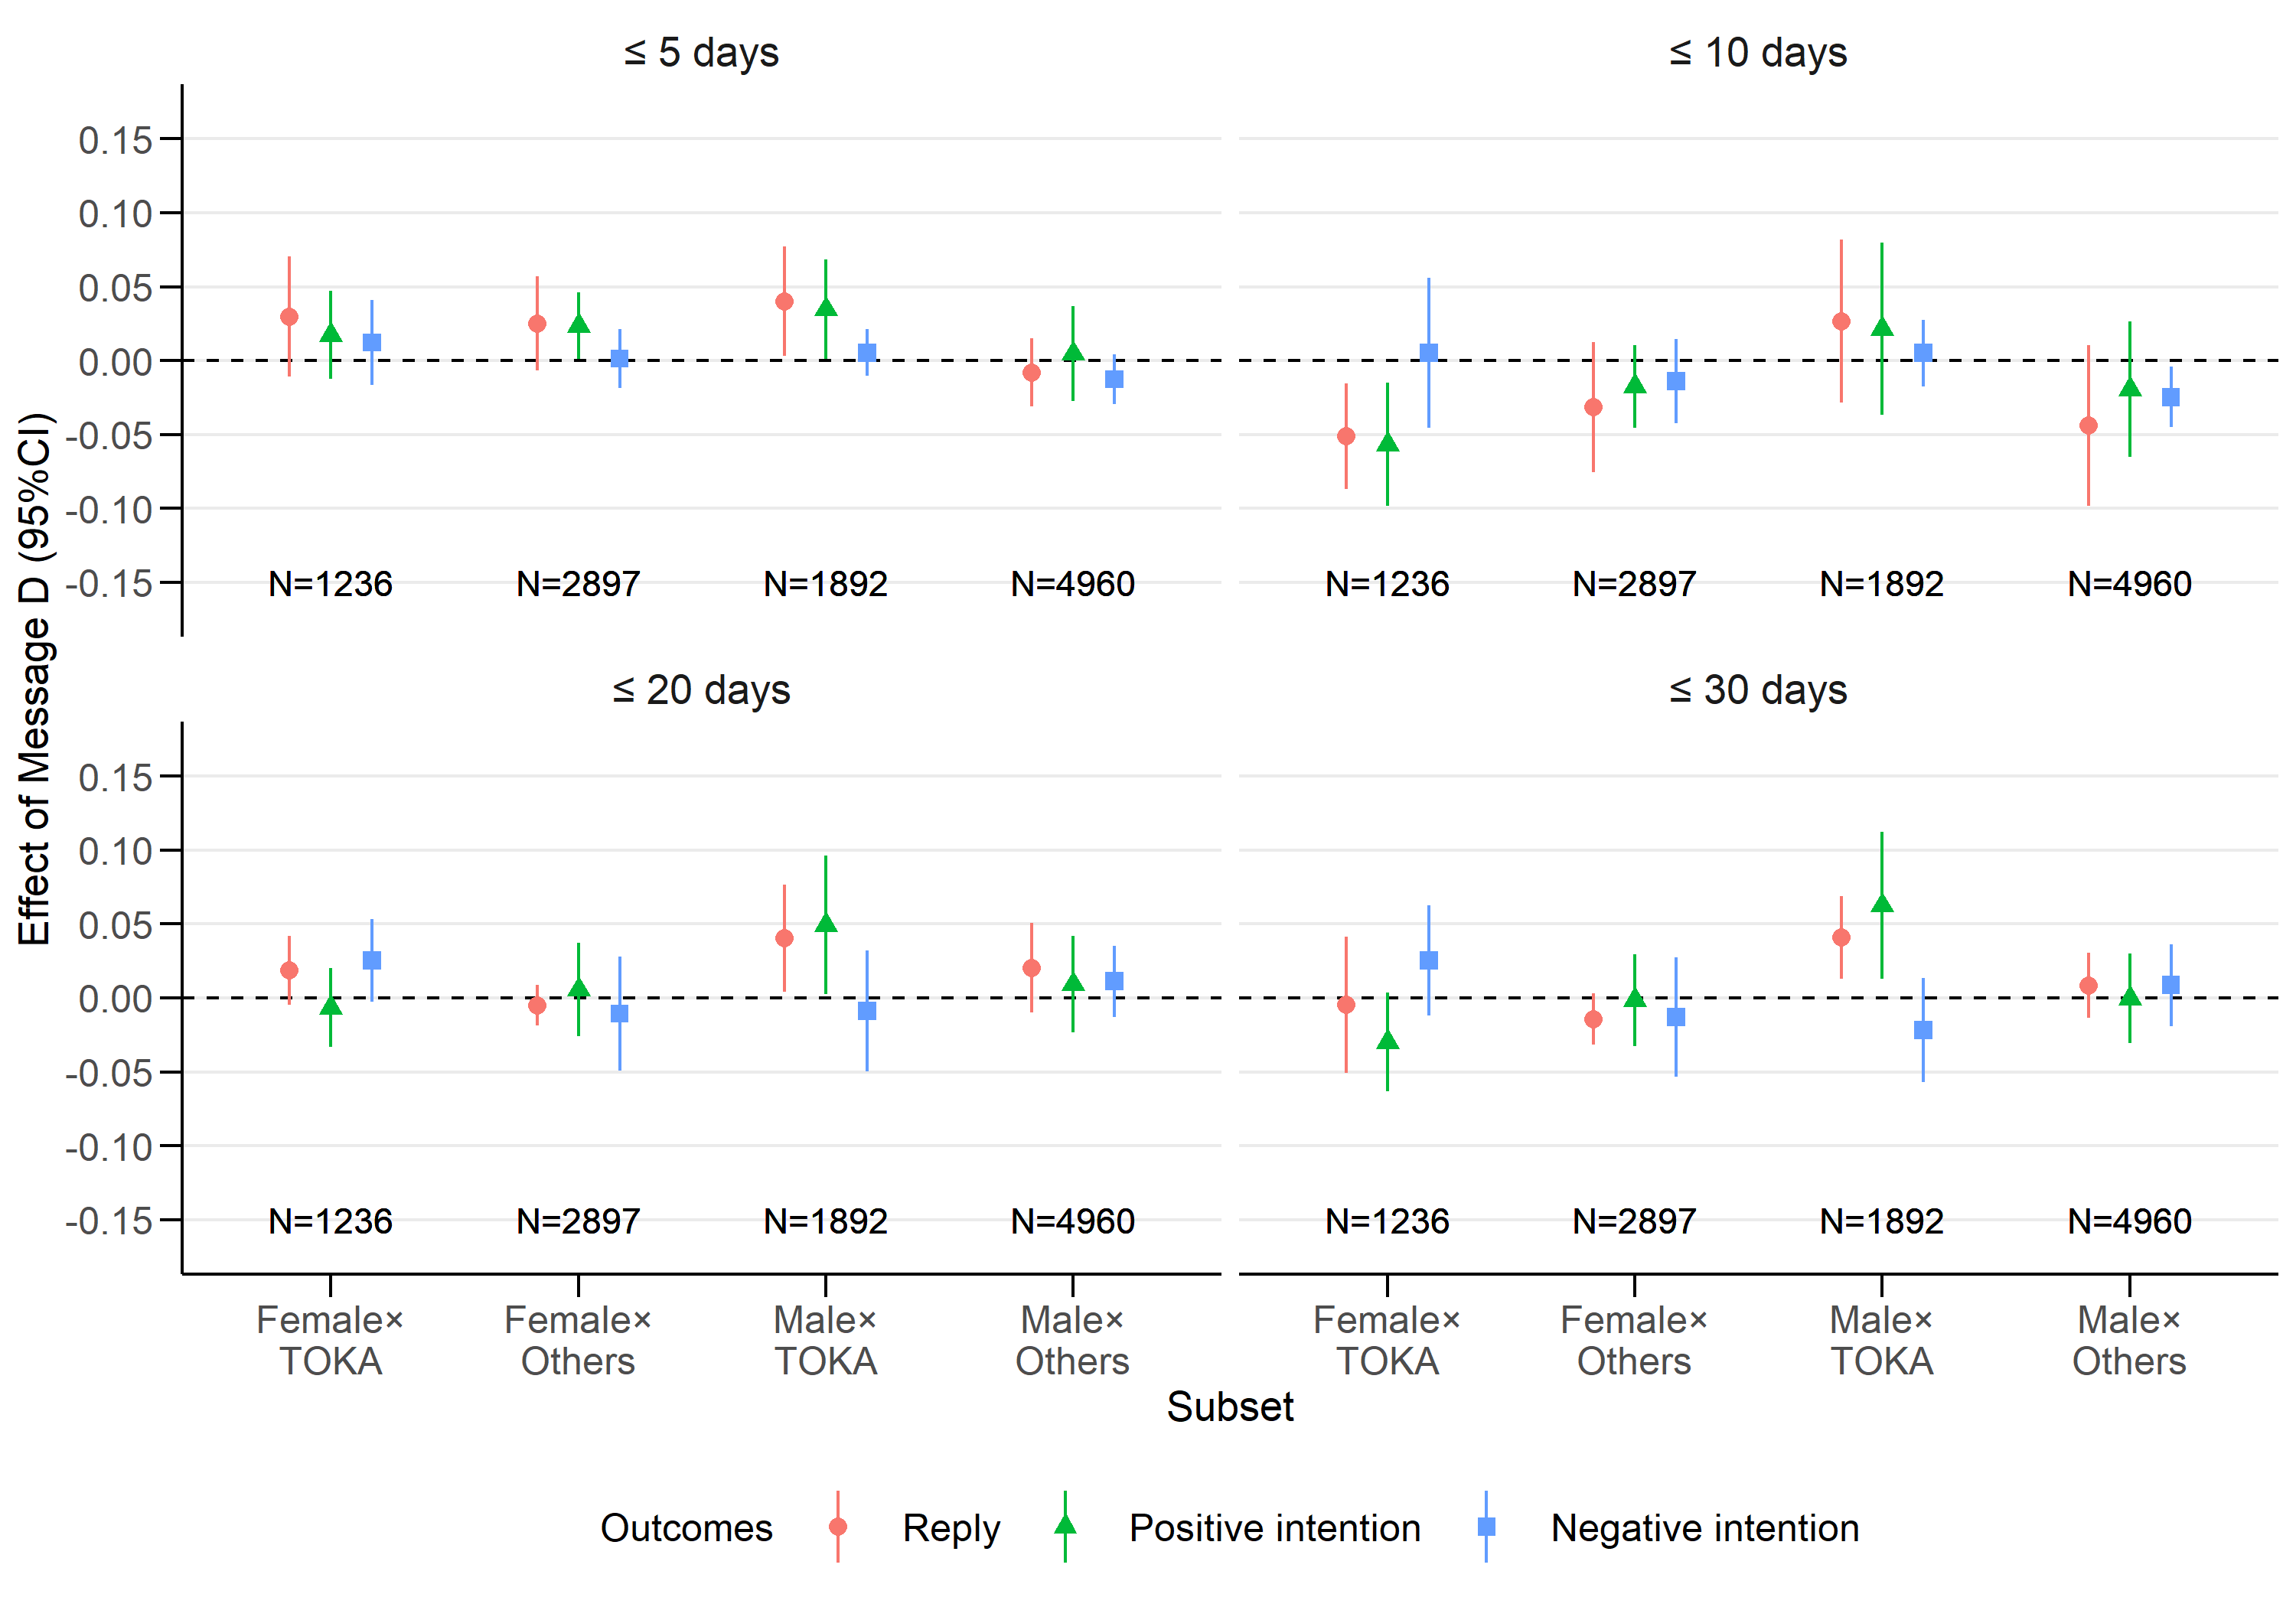 ≤ 5 days
≤ 10 days
0.15
0.10
0.05
0.00
-0.05
-0.10
-0.15
N=1236
N=2897
N=1892
N=4960
N=1236
N=2897
N=1892
N=4960
Effect of Message D (95%CI)
≤ 20 days
≤ 30 days
0.15
0.10
0.05
0.00
-0.05
-0.10
-0.15
N=1236
N=2897
N=1892
N=4960
N=1236
N=2897
N=1892
N=4960
Female×
TOKA
Female×
Others
Male×
TOKA
Male×
Others
Female×
TOKA
Female×
Others
Male×
TOKA
Male×
Others
Subset
Outcomes
Reply
Positive intention
Negative intention